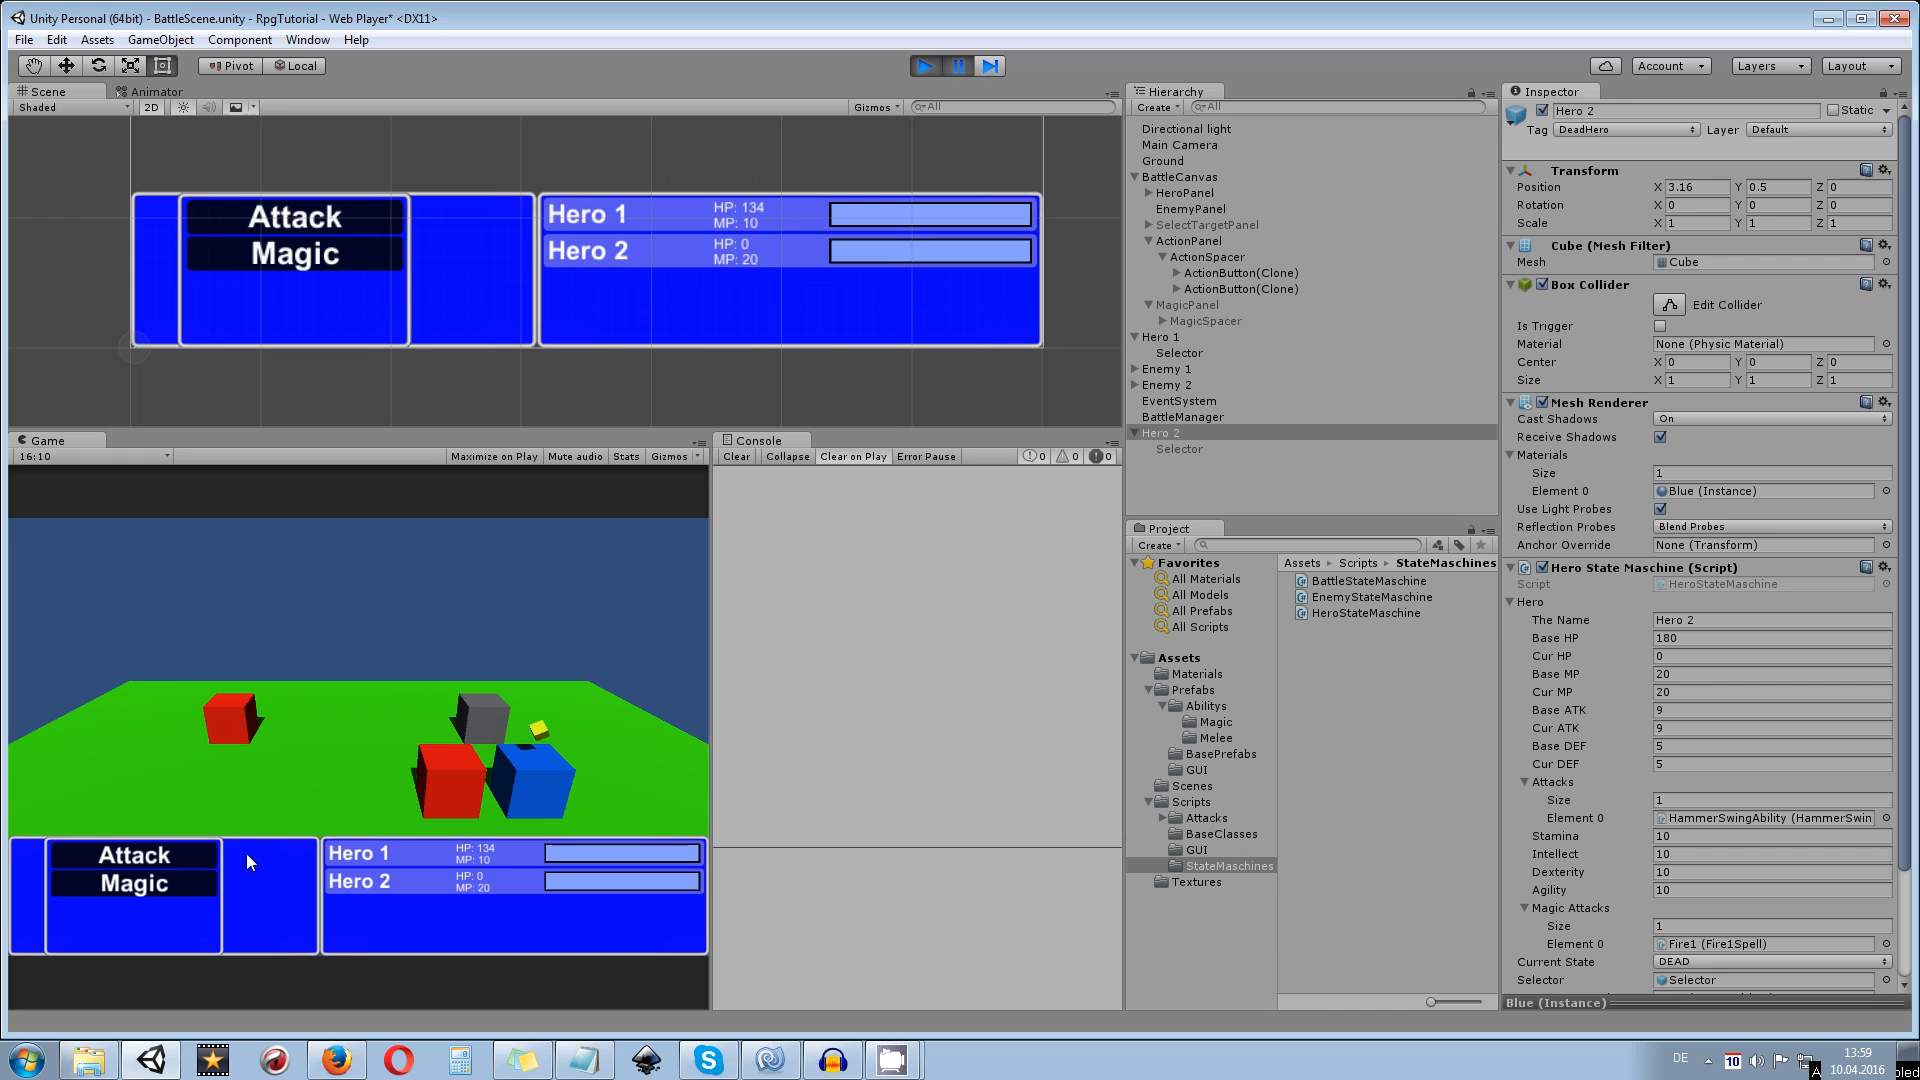 Unity Personal (64bit) - BattleScene.unity - RpgTutorial - Web Player* <DX11>
File Edit Assets GameObject Component Window Help
Pivot Local Account Layers Layout
Scene Animator
Shaded 2D Gizmos All
Attack
Magic
Hero 1 HP: 134 MP: 10
Hero 2 HP: 0 MP: 20
Game
16:10 Maximize on Play Mute audio Stats Gizmos
Attack
Magic
Hero 1 HP: 134 MP: 10
Hero 2 HP: 0 MP: 20
Console
Clear Collapse Clear on Play Error Pause 0 0 0
Hierarchy
Create All
Directional light
Main Camera
Ground
BattleCanvas
HeroPanel
EnemyPanel
SelectTargetPanel
ActionPanel
ActionSpacer
ActionButton(Clone)
ActionButton(Clone)
MagicPanel
MagicSpacer
Hero 1
Selector
Enemy 1
Enemy 2
EventSystem
BattleManager
Hero 2
Selector
Project
Create
Favorites
All Materials
All Models
All Prefabs
All Scripts
Assets
Materials
Prefabs
Abilitys
Magic
Melee
BasePrefabs
GUI
Scenes
Scripts
Attacks
BaseClasses
GUI
StateMaschines
Textures
Assets Scripts StateMaschines
BattleStateMaschine
EnemyStateMaschine
HeroStateMaschine
Inspector
Hero 2 Static
Tag DeadHero Layer Default
Transform
Position X 3.16 Y 0.5 Z 0
Rotation X 0 Y 0 Z 0
Scale X 1 Y 1 Z 1
Cube (Mesh Filter)
Mesh Cube
Box Collider
Edit Collider
Is Trigger
Material None (Physic Material)
Center X 0 Y 0 Z 0
Size X 1 Y 1 Z 1
Mesh Renderer
Cast Shadows On
Receive Shadows
Materials
Size 1
Element 0 Blue (Instance)
Use Light Probes
Reflection Probes Blend Probes
Anchor Override None (Transform)
Hero State Maschine (Script)
Script HeroStateMaschine
Hero
The Name Hero 2
Base HP 180
Cur HP 0
Base MP 20
Cur MP 20
Base ATK 9
Cur ATK 9
Base DEF 5
Cur DEF 5
Attacks
Size 1
Element 0 HammerSwingAbility (HammerSwin
Stamina 10
Intellect 10
Dexterity 10
Agility 10
Magic Attacks
Size 1
Element 0 Fire1 (Fire1Spell)
Current State DEAD
Selector Selector
Blue (Instance)
DE 10 13:59
10.04.2016